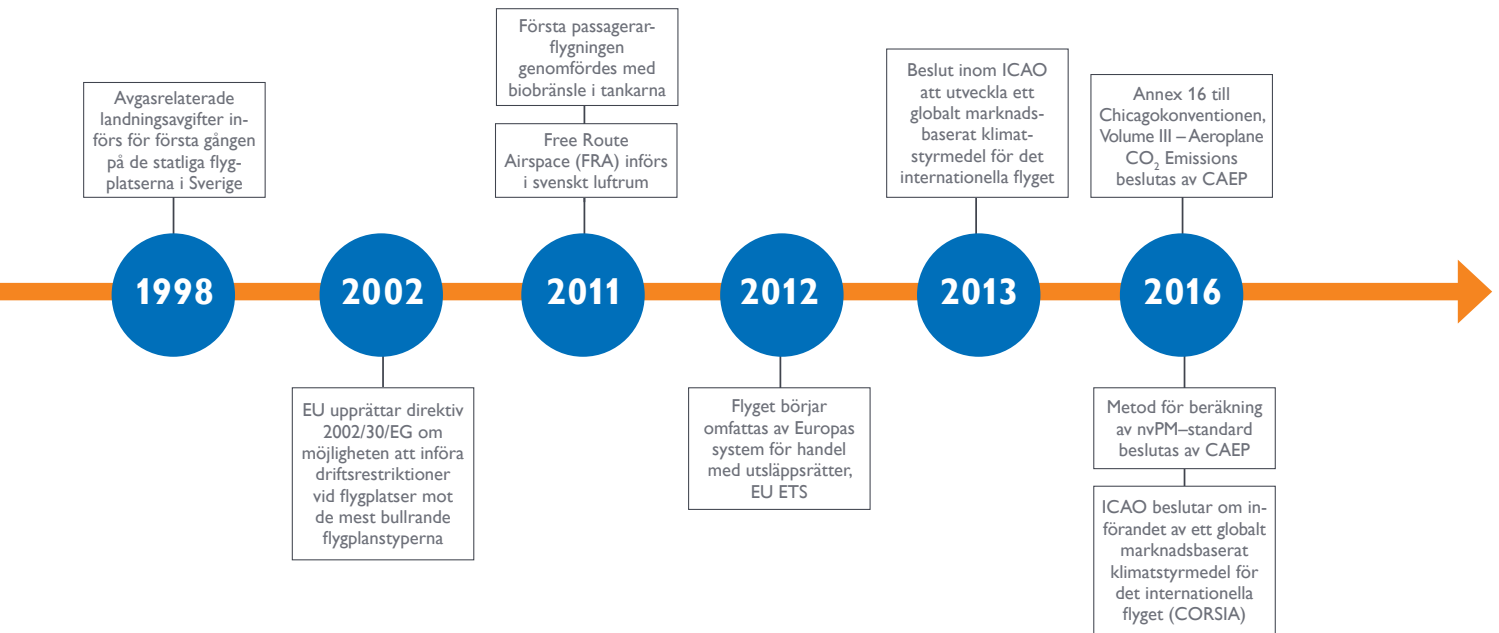 Avgasrelaterade
landningsavgifter in-
förs för första gången
på de statliga flyg-
platserna i Sverige
1998
2002
EU upprättar direktiv
2002/30/EG om
möjligheten att införa
driftsrestriktioner
vid flygplatser mot
de mest bullrande
flygplanstyperna
Första passagerar-
flygningen
genomfördes med
biobränsle i tankarna
Free Route
Airspace (FRA) införs
i svenskt luftrum
2011
2012
Flyget börjar
omfattas av Europas
system för handel
med utsläppsrätter,
EU ETS
Beslut inom ICAO
att utveckla ett
globalt marknads-
baserat klimat-
styrmedel för det
internationella flyget
2013
Annex 16 till
Chicagokonventionen,
Volume III – Aeroplane
CO₂ Emissions
beslutas av CAEP
2016
Metod för beräkning
av nvPM–standard
beslutas av CAEP
ICAO beslutar om in-
förandet av ett globalt
marknadsbaserat
klimatstyrmedel för
det internationella
flyget (CORSIA)